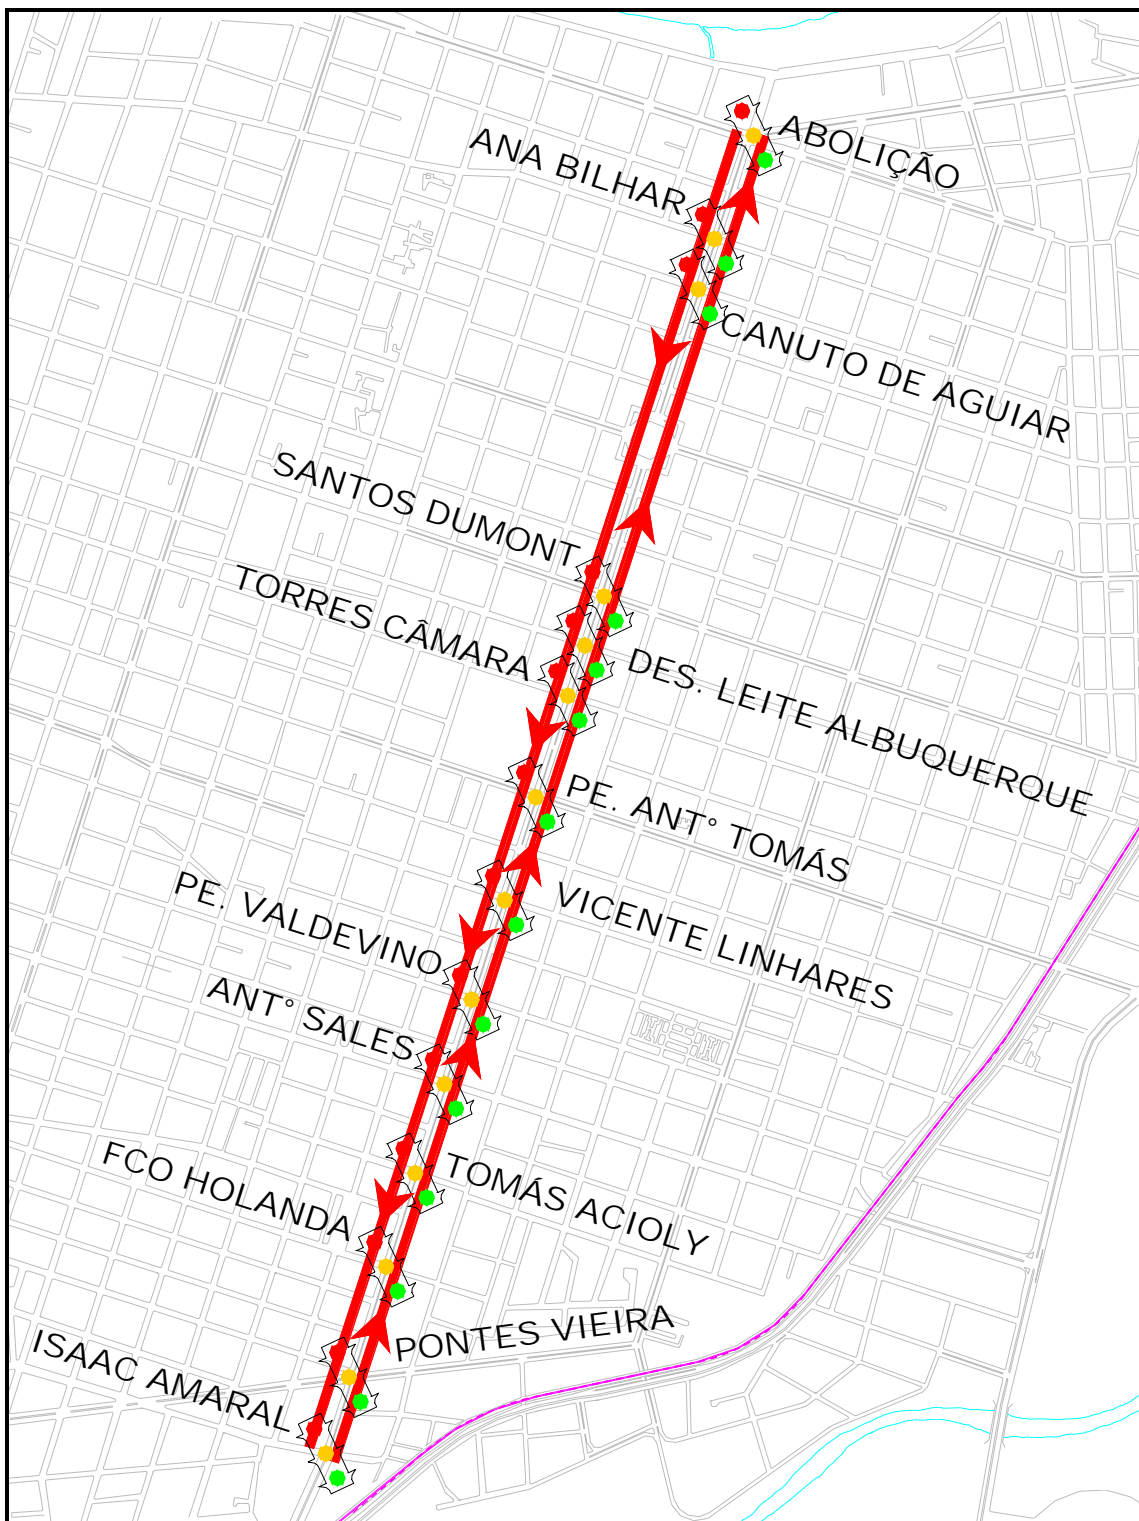 ABOLIÇÃO
ANA BILHAR
CANUTO DE AGUIAR
SANTOS DUMONT
TORRES CÂMARA
DES. LEITE ALBUQUERQUE
PE. ANT° TOMÁS
VICENTE LINHARES
PE. VALDEVINO
ANT° SALES
TOMÁS ACIOLY
FCO HOLANDA
PONTES VIEIRA
ISAAC AMARAL